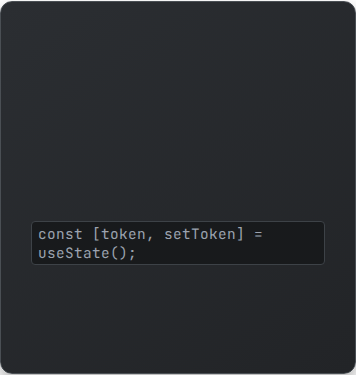 const [token, setToken] =
useState();